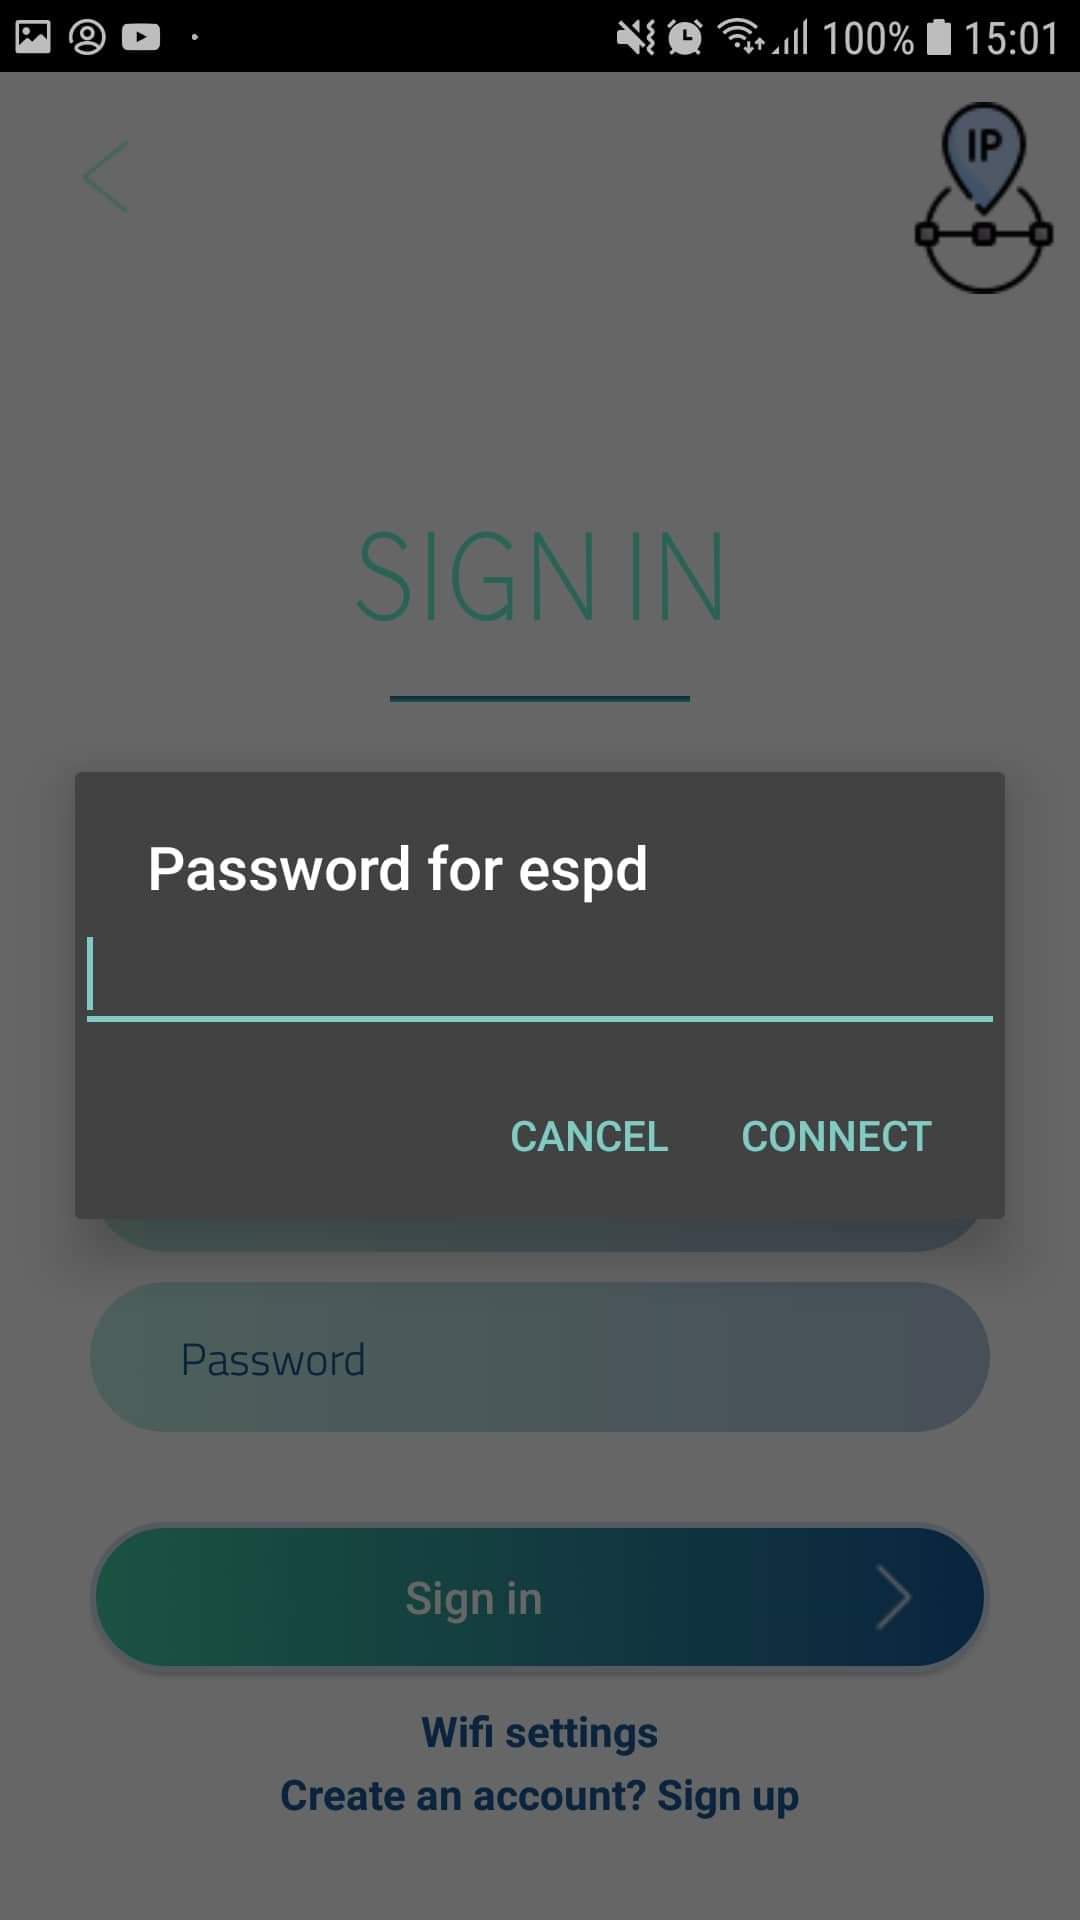 100% 15:01
IP
SIGN IN
Password for espd
CANCEL CONNECT
Password
Sign in
Wifi settings
Create an account? Sign up